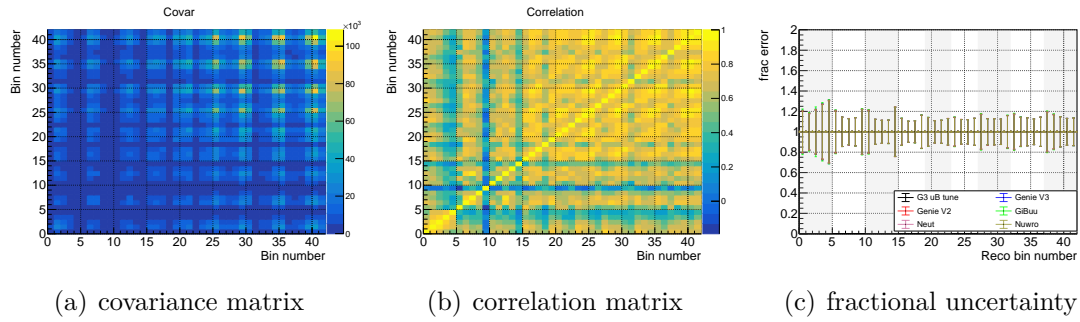 Covar
Bin number
×10³
100
80
60
40
20
0
40
35
30
25
20
15
10
5
0
0 5 10 15 20 25 30 35 40
Bin number
(a) covariance matrix
Correlation
Bin number
1
0.8
0.6
0.4
0.2
0
40
35
30
25
20
15
10
5
0
0 5 10 15 20 25 30 35 40
Bin number
(b) correlation matrix
frac error
2
1.8
1.6
1.4
1.2
1
0.8
0.6
0.4
0.2
0
G3 uB tune
Genie V3
Genie V2
GiBuu
Neut
Nuwro
0 5 10 15 20 25 30 35 40
Reco bin number
(c) fractional uncertainty